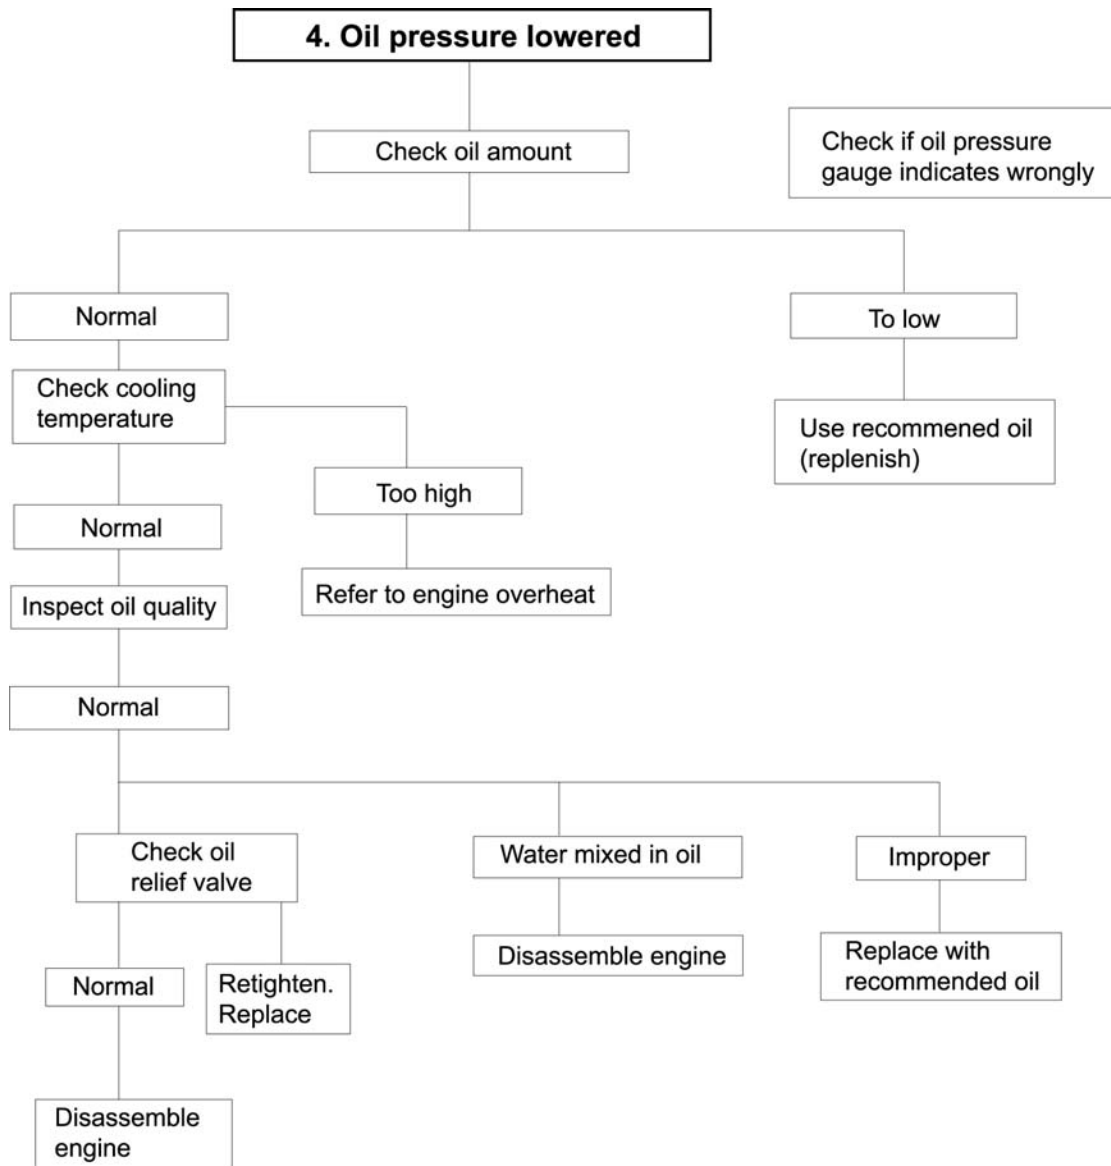 4. Oil pressure lowered
Check oil amount
Check if oil pressure
gauge indicates wrongly
Normal
To low
Check cooling
temperature
Use recommened oil
(replenish)
Too high
Normal
Refer to engine overheat
Inspect oil quality
Normal
Check oil
relief valve
Water mixed in oil
Improper
Normal
Retighten.
Replace
Disassemble engine
Replace with
recommended oil
Disassemble
engine